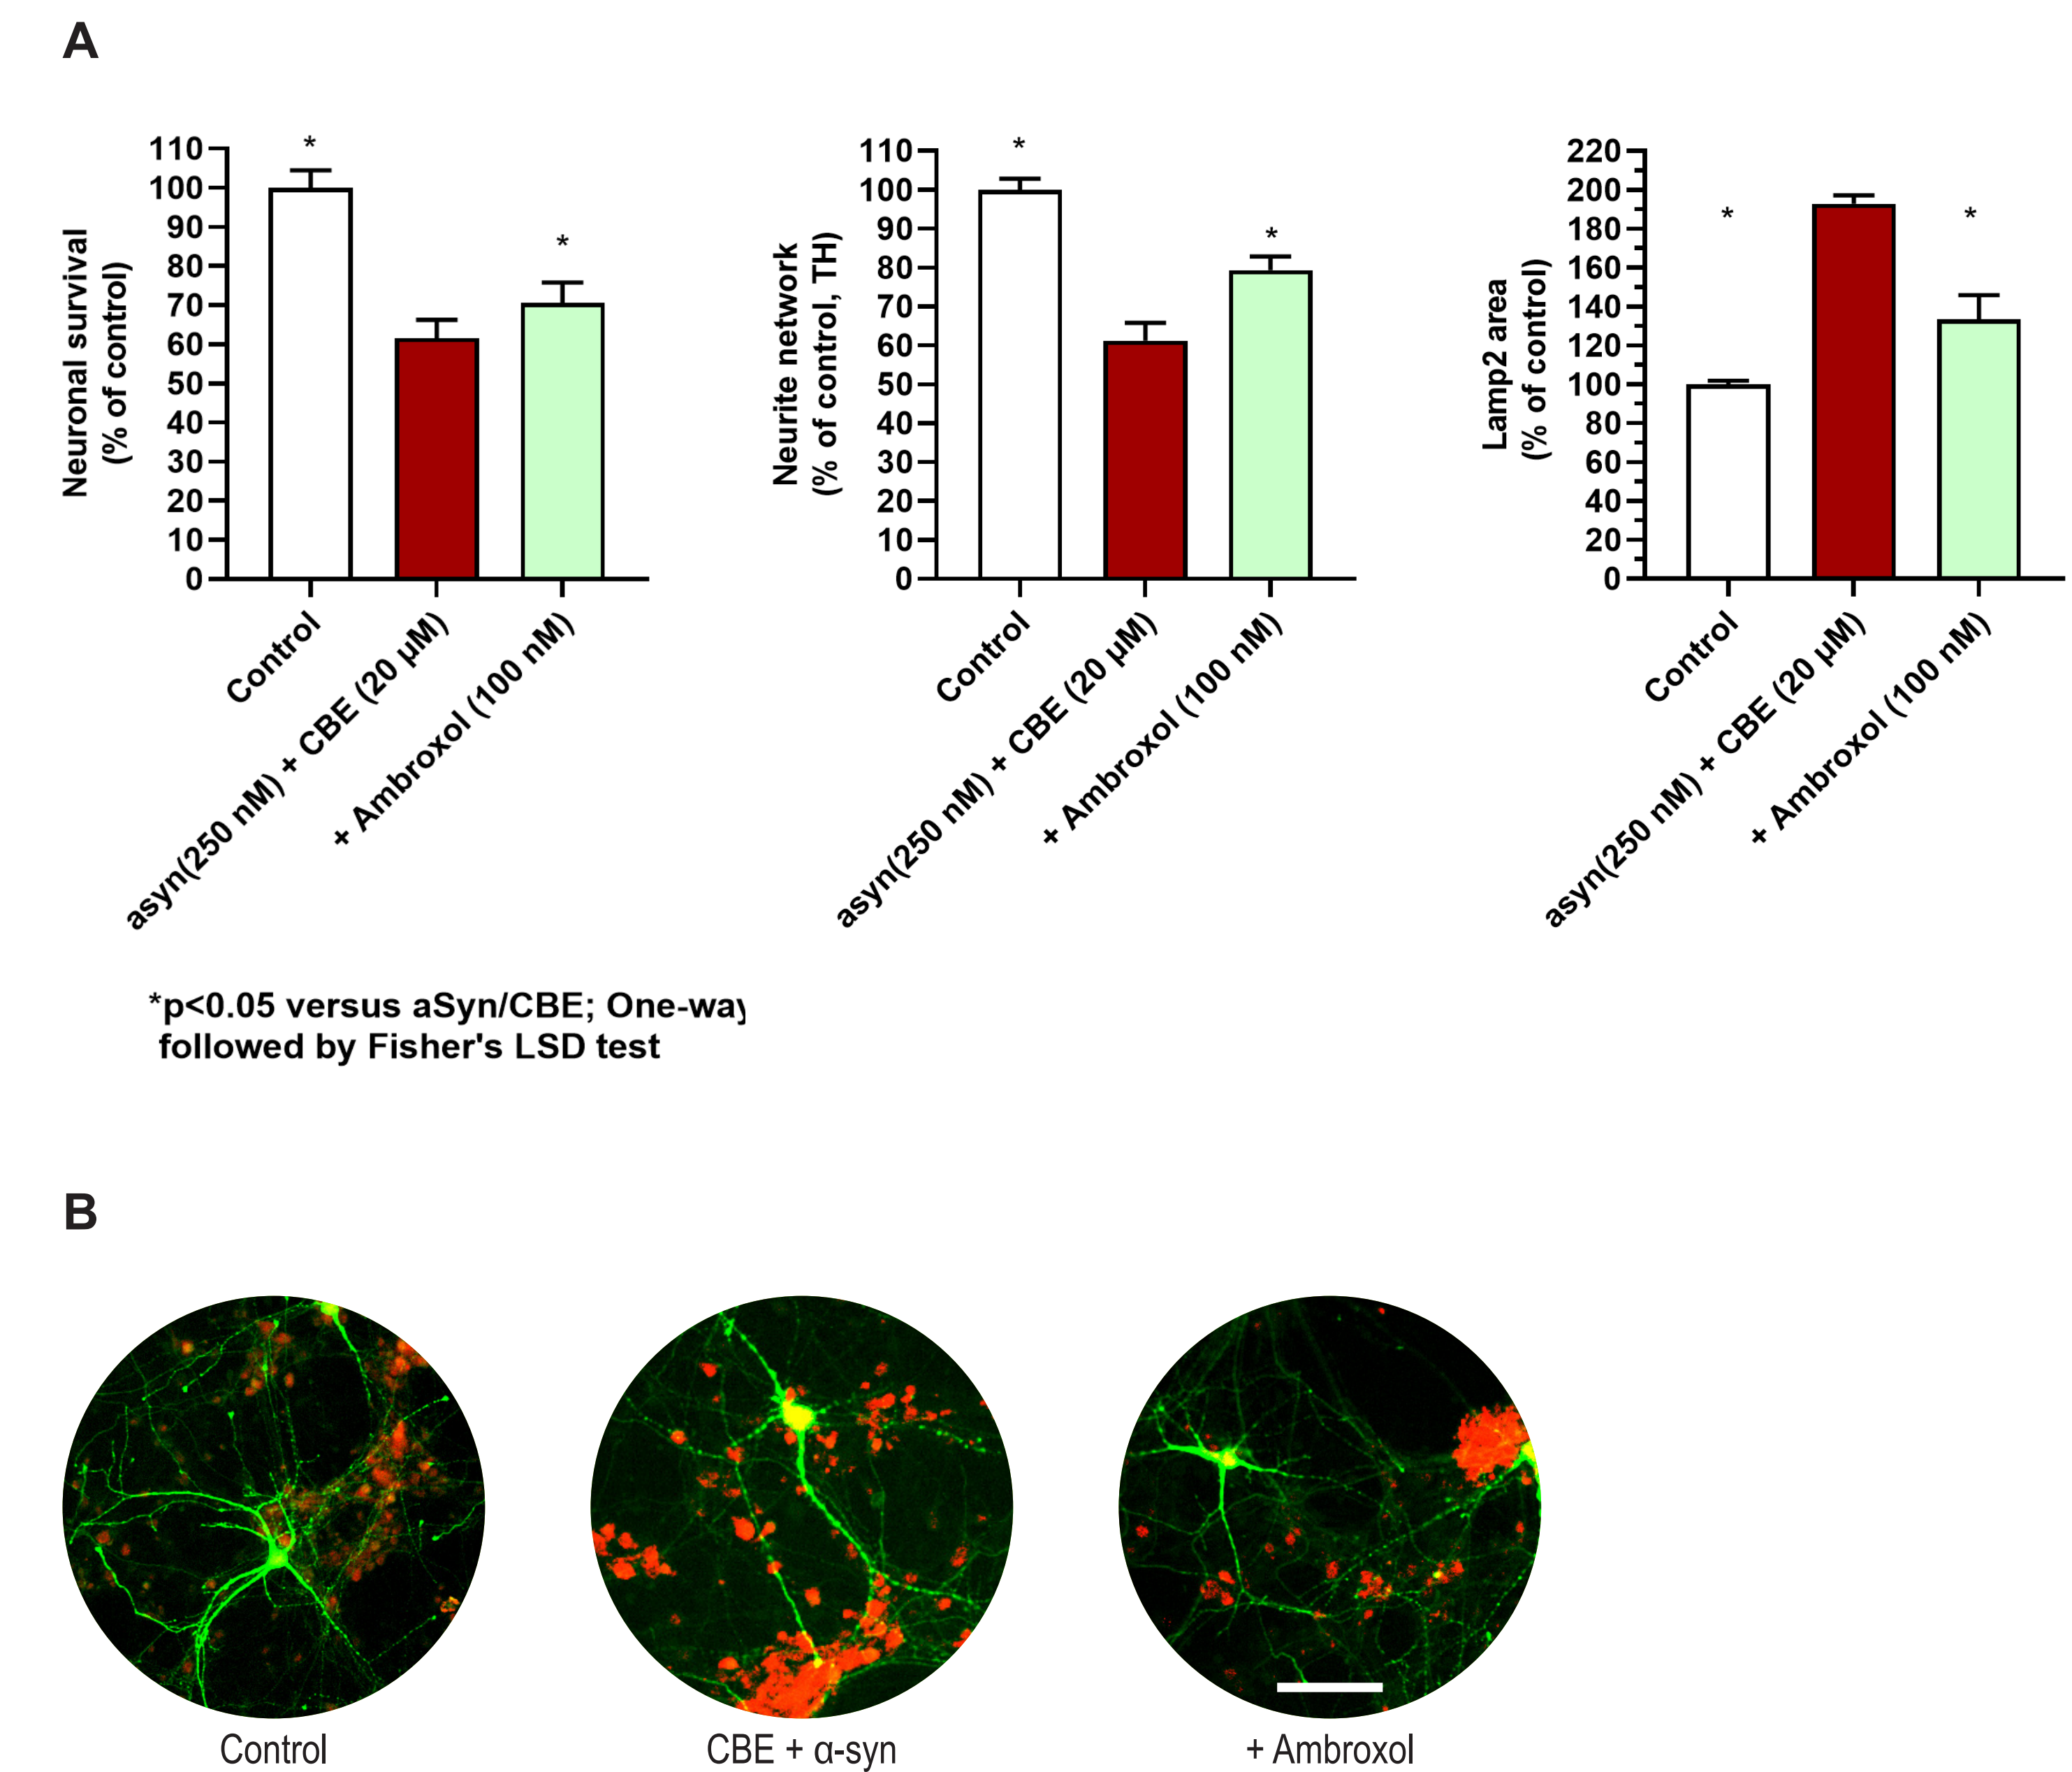 A
Neuronal survival
(% of control)
110
100
90
80
70
60
50
40
30
20
10
0
*
*
Control
asyn(250 nM) + CBE (20 µM)
+ Ambroxol (100 nM)
Neurite network
(% of control, TH)
110
100
90
80
70
60
50
40
30
20
10
0
*
*
Control
asyn(250 nM) + CBE (20 µM)
+ Ambroxol (100 nM)
Lamp2 area
(% of control)
220
200
180
160
140
120
100
80
60
40
20
0
*
*
Control
asyn(250 nM) + CBE (20 µM)
+ Ambroxol (100 nM)
*p<0.05 versus aSyn/CBE; One-way
followed by Fisher's LSD test
B
Control
CBE + α-syn
+ Ambroxol